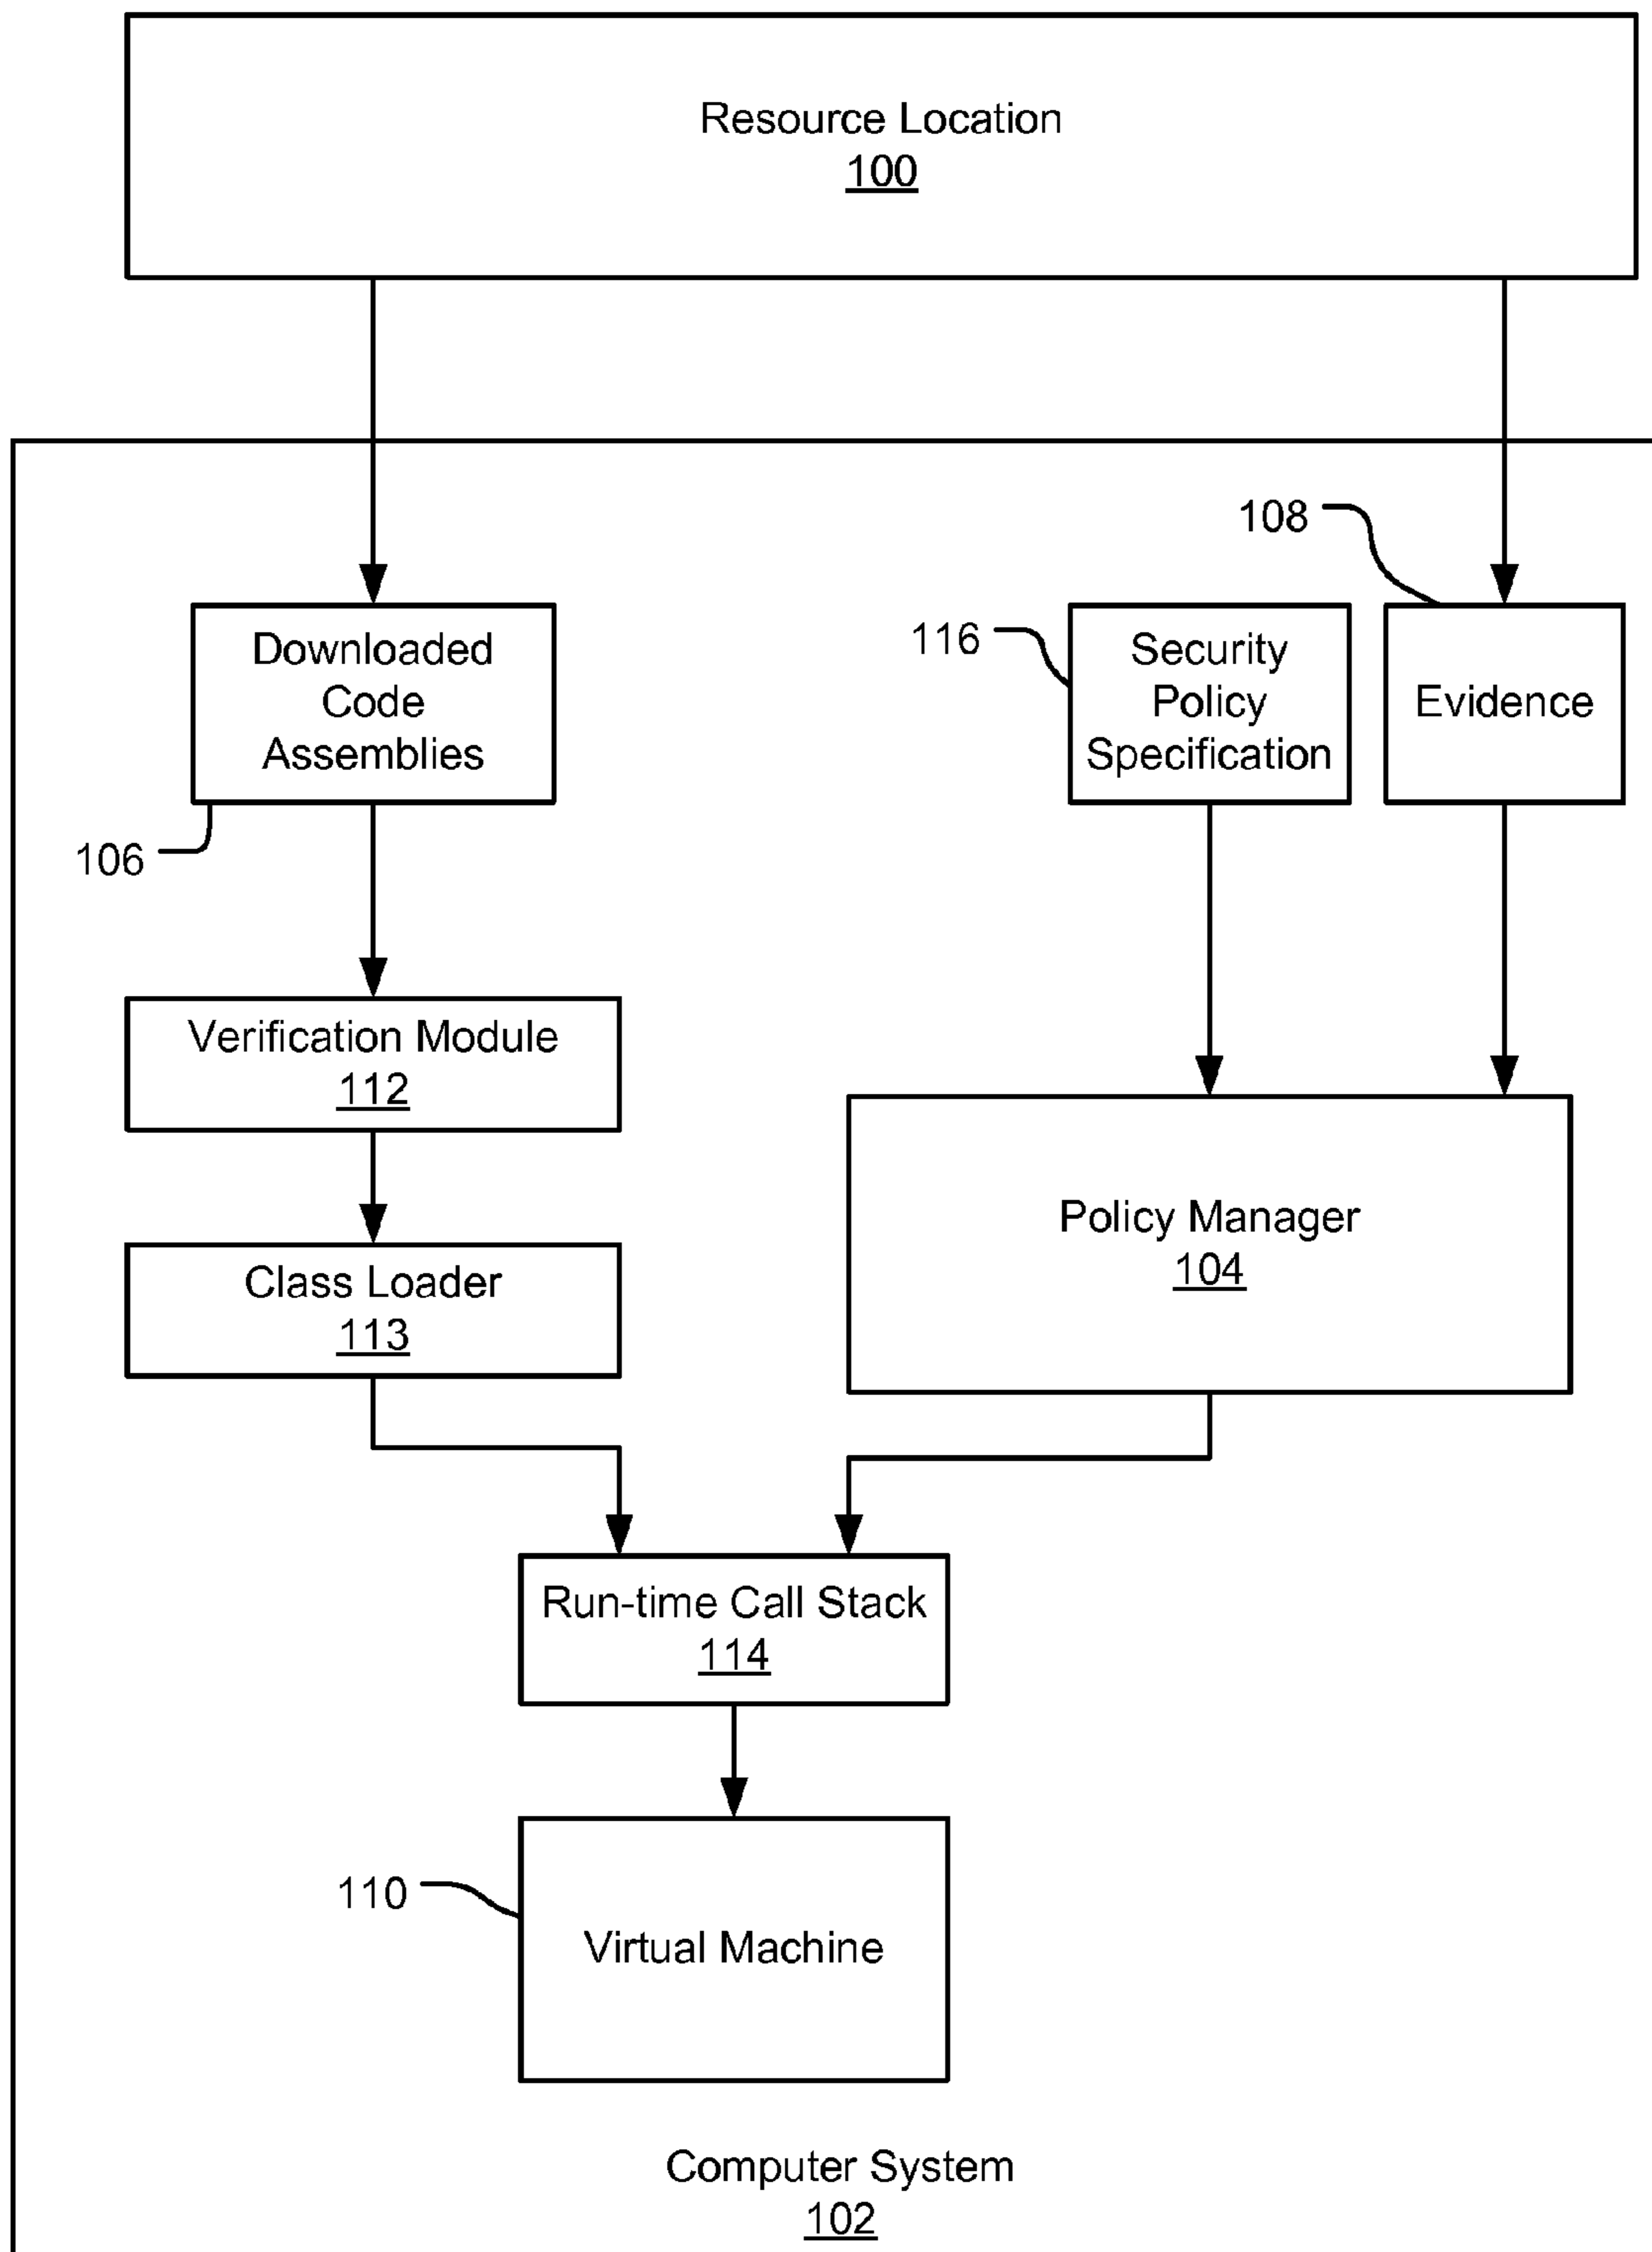 Resource Location
100
108
116
Downloaded
Code
Assemblies
Security
Policy
Specification
Evidence
106
Verification Module
112
Policy Manager
104
Class Loader
113
Run-time Call Stack
114
110
Virtual Machine
Computer System
102